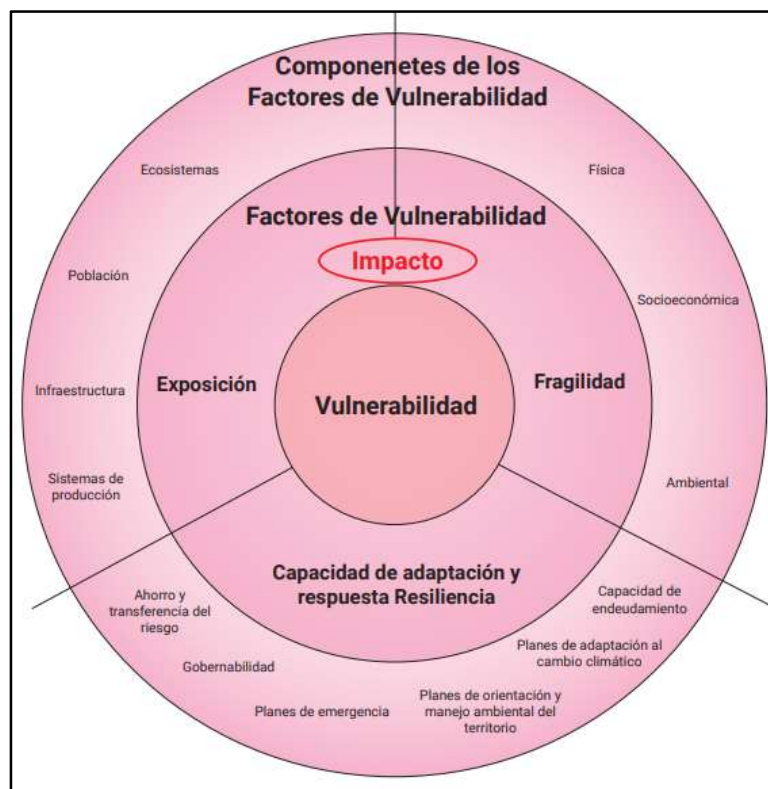 Componenetes de los
Factores de Vulnerabilidad
Ecosistemas
Física
Factores de Vulnerabilidad
Impacto
Población
Socioeconómica
Infraestructura
Exposición
Fragilidad
Vulnerabilidad
Sistemas de
producción
Ambiental
Capacidad de adaptación y
respuesta Resiliencia
Ahorro y
transferencia del
riesgo
Capacidad de
endeudamiento
Gobernabilidad
Planes de adaptación al
cambio climático
Planes de emergencia
Planes de orientación y
manejo ambiental del
territorio